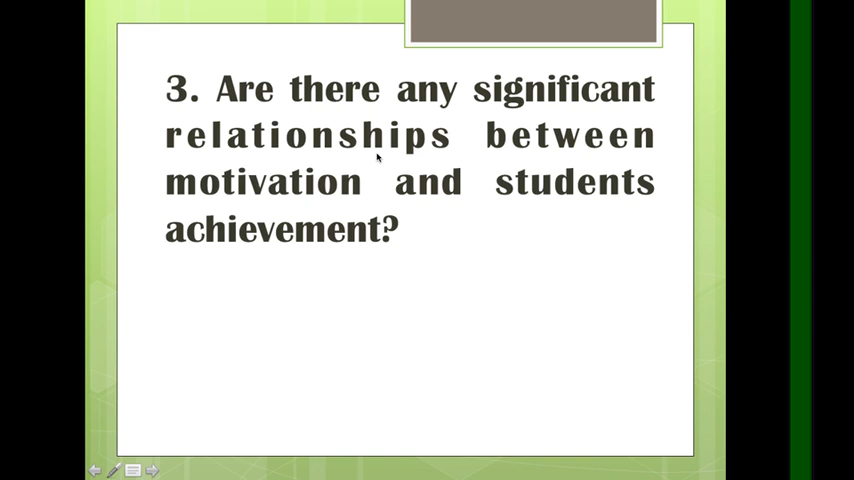 3. Are there any significant
relationships between
motivation and students
achievement?